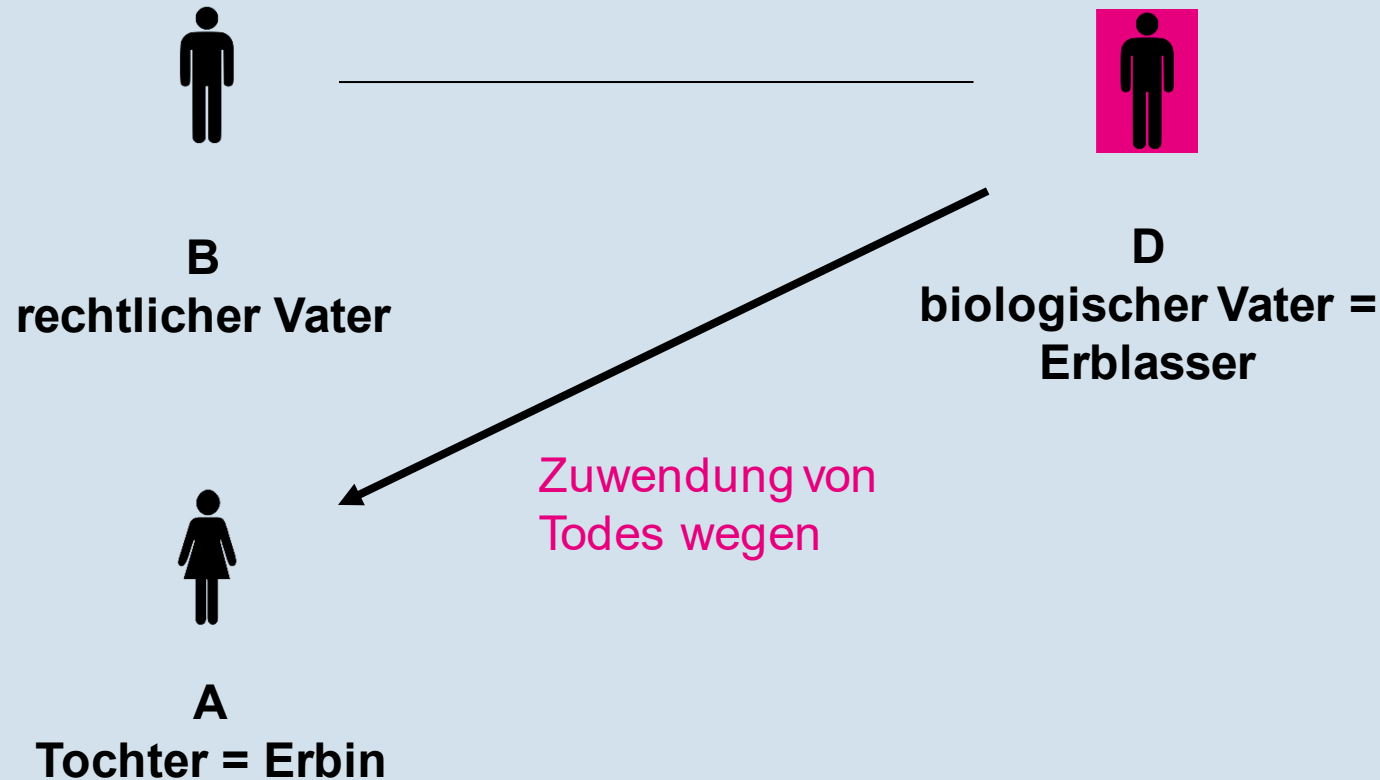 B
rechtlicher Vater
D
biologischer Vater =
Erblasser
Zuwendung von
Todes wegen
A
Tochter = Erbin